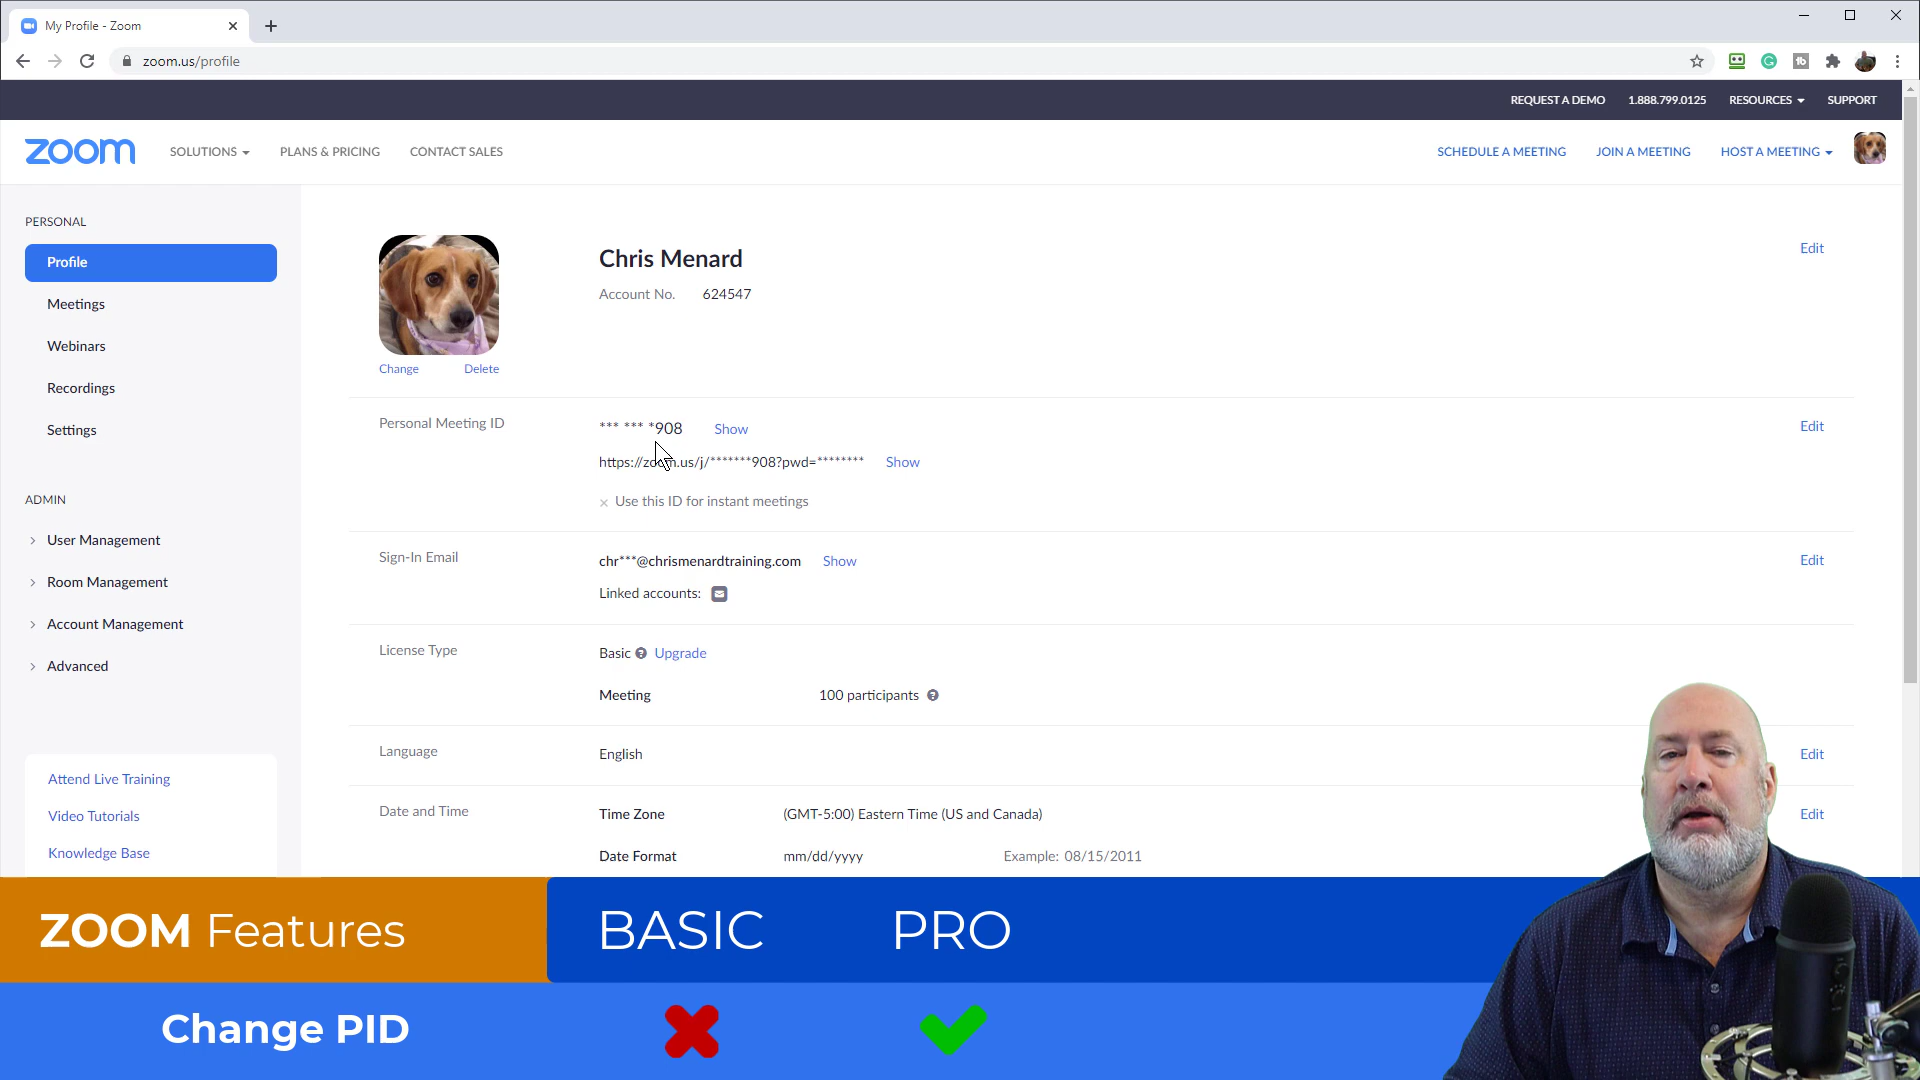 My Profile - Zoom
zoom.us/profile
REQUEST A DEMO 1.888.799.0125 RESOURCES SUPPORT
zoom SOLUTIONS PLANS & PRICING CONTACT SALES SCHEDULE A MEETING JOIN A MEETING HOST A MEETING
PERSONAL
Profile
Meetings
Webinars
Recordings
Settings
ADMIN
User Management
Room Management
Account Management
Advanced
Attend Live Training
Video Tutorials
Knowledge Base
Chris Menard Edit
Account No. 624547
Change Delete
Personal Meeting ID *** *** *908 Show Edit
https://zoom.us/j/*******908?pwd=******** Show
× Use this ID for instant meetings
Sign-In Email chr***@chrismenardtraining.com Show Edit
Linked accounts:
License Type Basic Upgrade
Meeting 100 participants
Language English Edit
Date and Time Time Zone (GMT-5:00) Eastern Time (US and Canada) Edit
Date Format mm/dd/yyyy Example: 08/15/2011
ZOOM Features BASIC PRO
Change PID